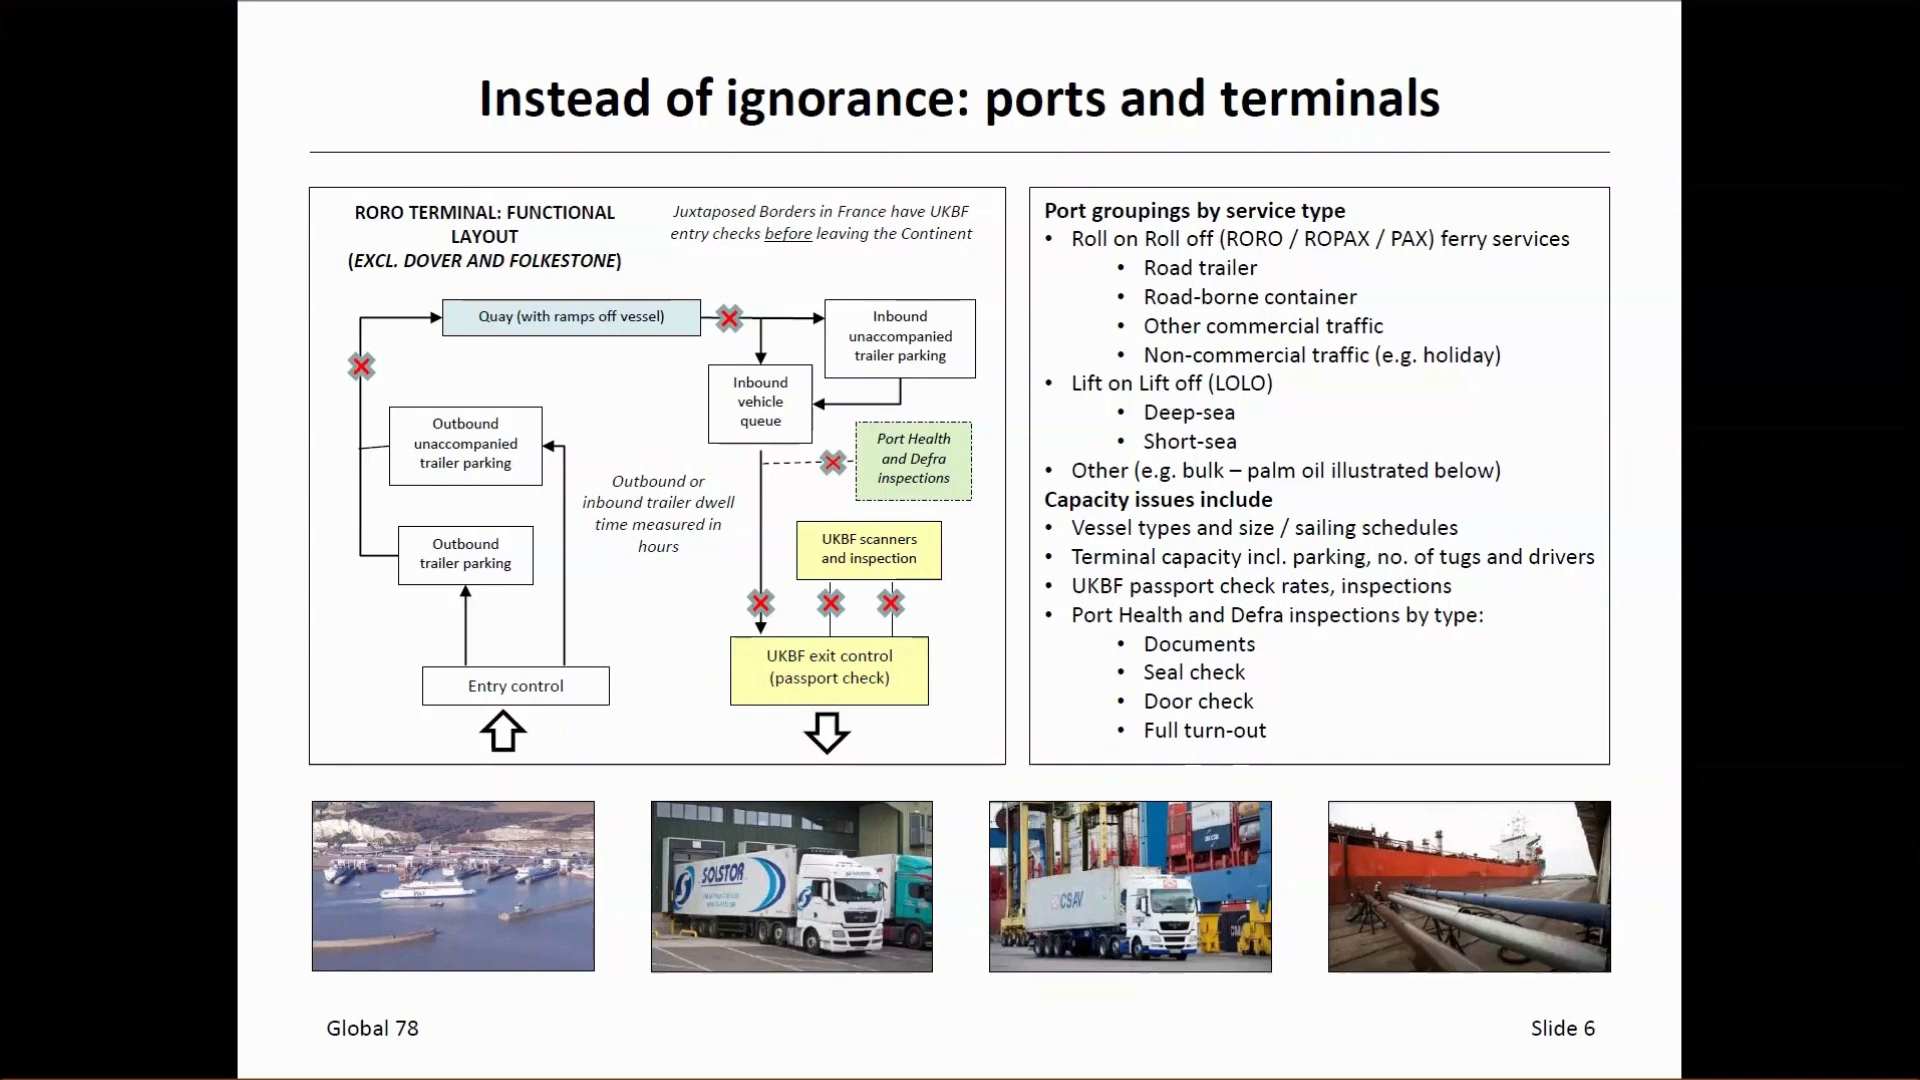 Instead of ignorance: ports and terminals
RORO TERMINAL: FUNCTIONAL
LAYOUT
(EXCL. DOVER AND FOLKESTONE)
Juxtaposed Borders in France have UKBF
entry checks before leaving the Continent
Quay (with ramps off vessel)
Inbound
unaccompanied
trailer parking
Inbound
vehicle
queue
Outbound
unaccompanied
trailer parking
Port Health
and Defra
inspections
Outbound or
inbound trailer dwell
time measured in
hours
Outbound
trailer parking
UKBF scanners
and inspection
UKBF exit control
(passport check)
Entry control
Port groupings by service type
• Roll on Roll off (RORO / ROPAX / PAX) ferry services
• Road trailer
• Road-borne container
• Other commercial traffic
• Non-commercial traffic (e.g. holiday)
• Lift on Lift off (LOLO)
• Deep-sea
• Short-sea
• Other (e.g. bulk – palm oil illustrated below)
Capacity issues include
• Vessel types and size / sailing schedules
• Terminal capacity incl. parking, no. of tugs and drivers
• UKBF passport check rates, inspections
• Port Health and Defra inspections by type:
• Documents
• Seal check
• Door check
• Full turn-out
SOLSTOR
CSAV
Global 78
Slide 6